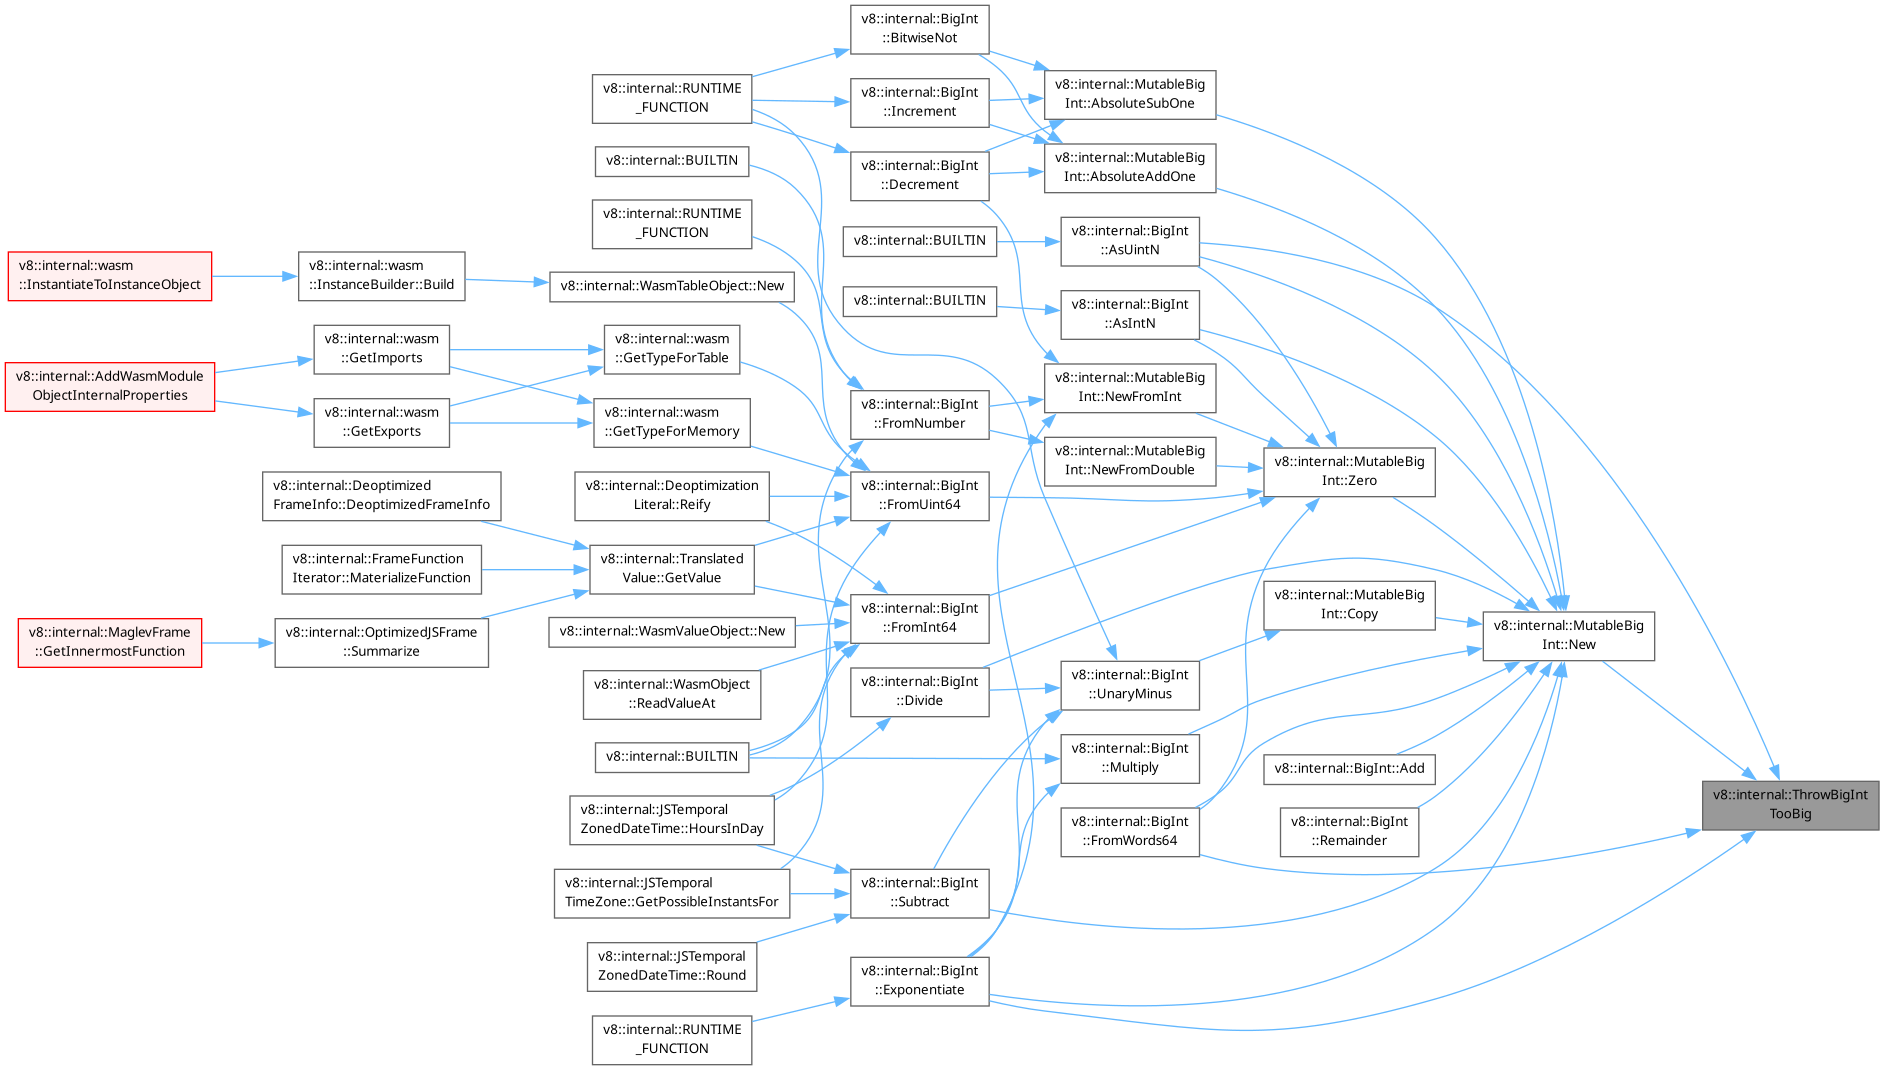 v8::internal::BigInt
::BitwiseNot
v8::internal::RUNTIME
_FUNCTION
v8::internal::BigInt
::Increment
v8::internal::MutableBig
Int::AbsoluteSubOne
v8::internal::BUILTIN
v8::internal::BigInt
::Decrement
v8::internal::MutableBig
Int::AbsoluteAddOne
v8::internal::RUNTIME
_FUNCTION
v8::internal::BUILTIN
v8::internal::BigInt
::AsUintN
v8::internal::wasm
::InstantiateToInstanceObject
v8::internal::wasm
::InstanceBuilder::Build
v8::internal::WasmTableObject::New
v8::internal::BUILTIN
v8::internal::BigInt
::AsIntN
v8::internal::wasm
::GetImports
v8::internal::wasm
::GetTypeForTable
v8::internal::AddWasmModule
ObjectInternalProperties
v8::internal::MutableBig
Int::NewFromInt
v8::internal::wasm
::GetExports
v8::internal::wasm
::GetTypeForMemory
v8::internal::BigInt
::FromNumber
v8::internal::MutableBig
Int::NewFromDouble
v8::internal::MutableBig
Int::Zero
v8::internal::Deoptimized
FrameInfo::DeoptimizedFrameInfo
v8::internal::Deoptimization
Literal::Reify
v8::internal::BigInt
::FromUint64
v8::internal::FrameFunction
Iterator::MaterializeFunction
v8::internal::Translated
Value::GetValue
v8::internal::MutableBig
Int::Copy
v8::internal::BigInt
::FromInt64
v8::internal::MaglevFrame
::GetInnermostFunction
v8::internal::OptimizedJSFrame
::Summarize
v8::internal::WasmValueObject::New
v8::internal::MutableBig
Int::New
v8::internal::WasmObject
::ReadValueAt
v8::internal::BigInt
::Divide
v8::internal::BigInt
::UnaryMinus
v8::internal::BUILTIN
v8::internal::BigInt
::Multiply
v8::internal::BigInt::Add
v8::internal::ThrowBigInt
TooBig
v8::internal::JSTemporal
ZonedDateTime::HoursInDay
v8::internal::BigInt
::FromWords64
v8::internal::BigInt
::Remainder
v8::internal::JSTemporal
TimeZone::GetPossibleInstantsFor
v8::internal::BigInt
::Subtract
v8::internal::JSTemporal
ZonedDateTime::Round
v8::internal::BigInt
::Exponentiate
v8::internal::RUNTIME
_FUNCTION